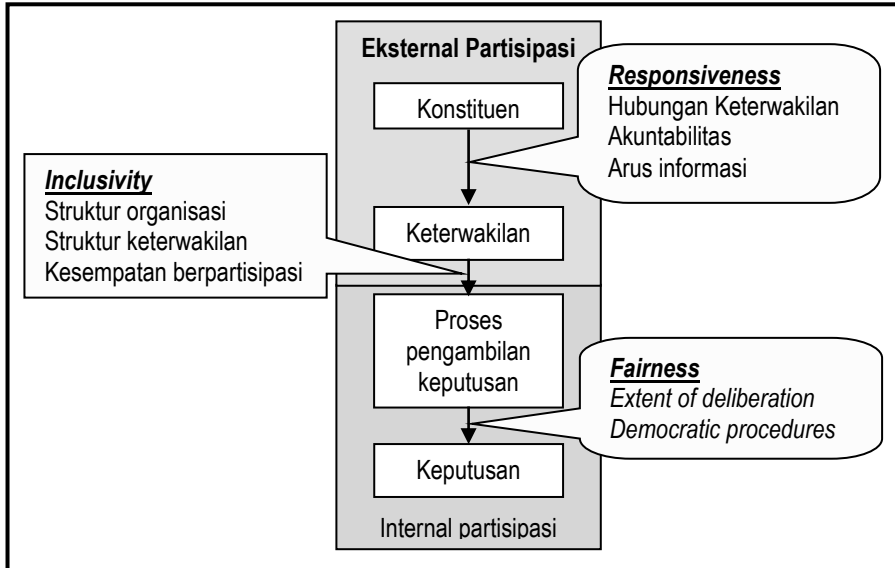 Eksternal Partisipasi
Konstituen
Responsiveness
Hubungan Keterwakilan
Akuntabilitas
Arus informasi
Inclusivity
Struktur organisasi
Struktur keterwakilan
Kesempatan berpartisipasi
Keterwakilan
Proses
pengambilan
keputusan
Fairness
Extent of deliberation
Democratic procedures
Keputusan
Internal partisipasi